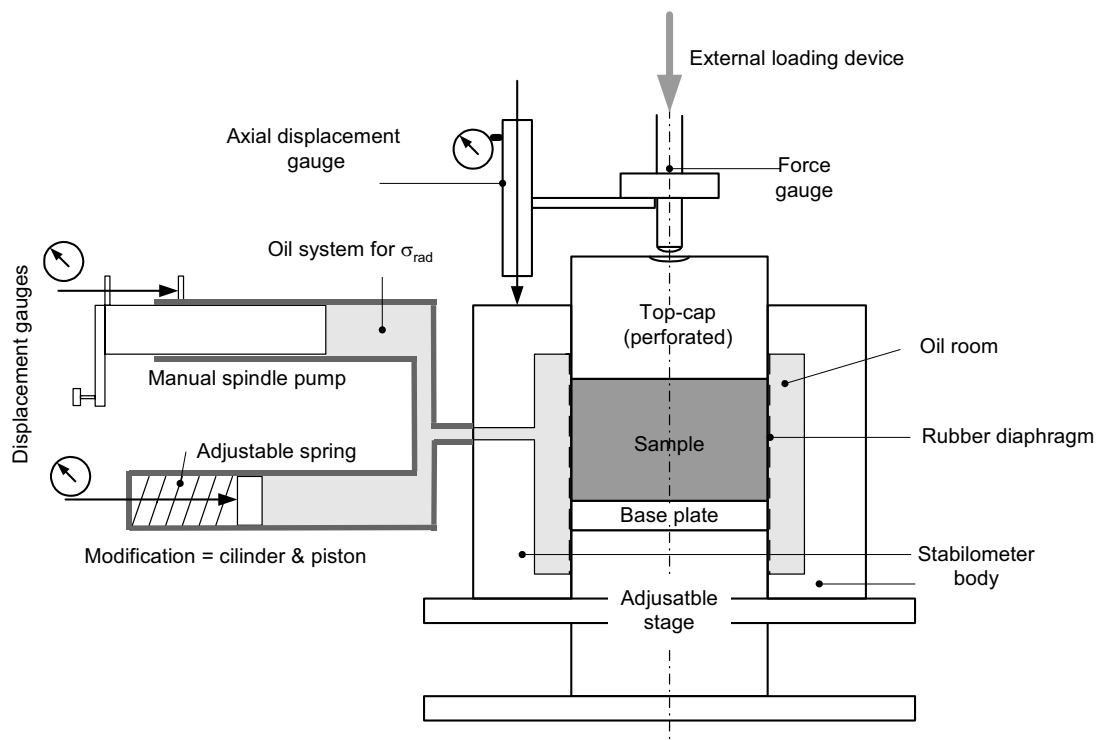 External loading device
Axial displacement
gauge
Force
gauge
Oil system for σrad
Displacement gauges
Top-cap
(perforated)
Oil room
Manual spindle pump
Rubber diaphragm
Sample
Adjustable spring
Base plate
Modification = cilinder & piston
Stabilometer
body
Adjusatble
stage